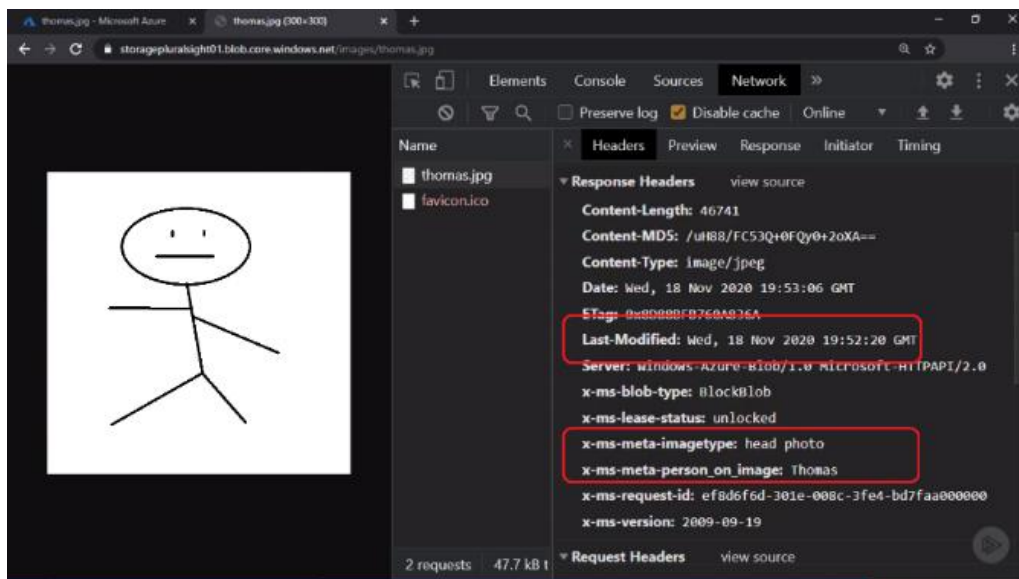 thomas.jpg - Microsoft Azure
thomas.jpg (300×300)
storagepluralsight01.blob.core.windows.net/images/thomas.jpg
Elements Console Sources Network »
Preserve log Disable cache Online
Name
Headers Preview Response Initiator Timing
thomas.jpg
favicon.ico
Response Headers view source
Content-Length: 46741
Content-MD5: /uH88/FC53Q+0FQy0+2oXA==
Content-Type: image/jpeg
Date: Wed, 18 Nov 2020 19:53:06 GMT
ETag:
Last-Modified: Wed, 18 Nov 2020 19:52:20 GMT
Server: Windows-Azure-Blob/1.0 Microsoft-HTTPAPI/2.0
x-ms-blob-type: BlockBlob
x-ms-lease-status: unlocked
x-ms-meta-imagetype: head photo
x-ms-meta-person_on_image: Thomas
x-ms-request-id: ef8d6f6d-301e-008c-3fe4-bd7faa000000
x-ms-version: 2009-09-19
2 requests 47.7 kB t
Request Headers view source